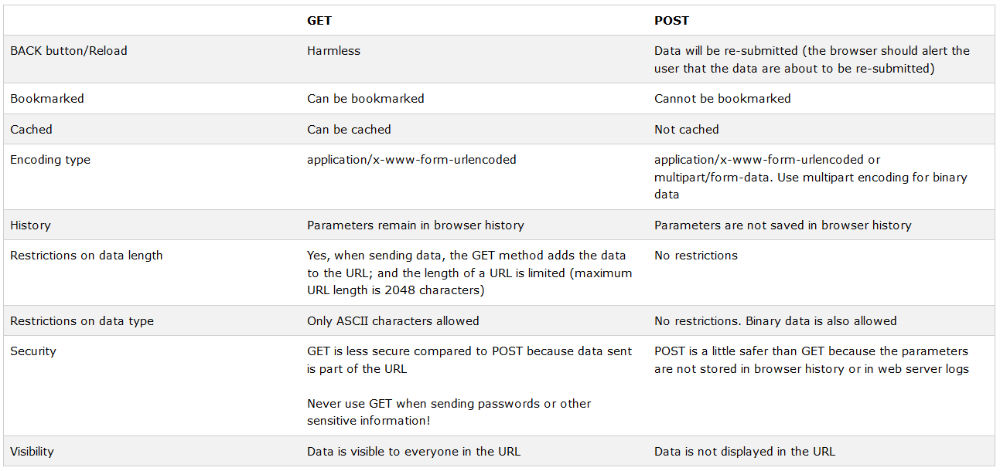 GET POST
BACK button/Reload Harmless Data will be re-submitted (the browser should alert the
user that the data are about to be re-submitted)
Bookmarked Can be bookmarked Cannot be bookmarked
Cached Can be cached Not cached
Encoding type application/x-www-form-urlencoded application/x-www-form-urlencoded or
multipart/form-data. Use multipart encoding for binary
data
History Parameters remain in browser history Parameters are not saved in browser history
Restrictions on data length Yes, when sending data, the GET method adds the data No restrictions
to the URL; and the length of a URL is limited (maximum
URL length is 2048 characters)
Restrictions on data type Only ASCII characters allowed No restrictions. Binary data is also allowed
Security GET is less secure compared to POST because data sent POST is a little safer than GET because the parameters
is part of the URL are not stored in browser history or in web server logs
Never use GET when sending passwords or other
sensitive information!
Visibility Data is visible to everyone in the URL Data is not displayed in the URL